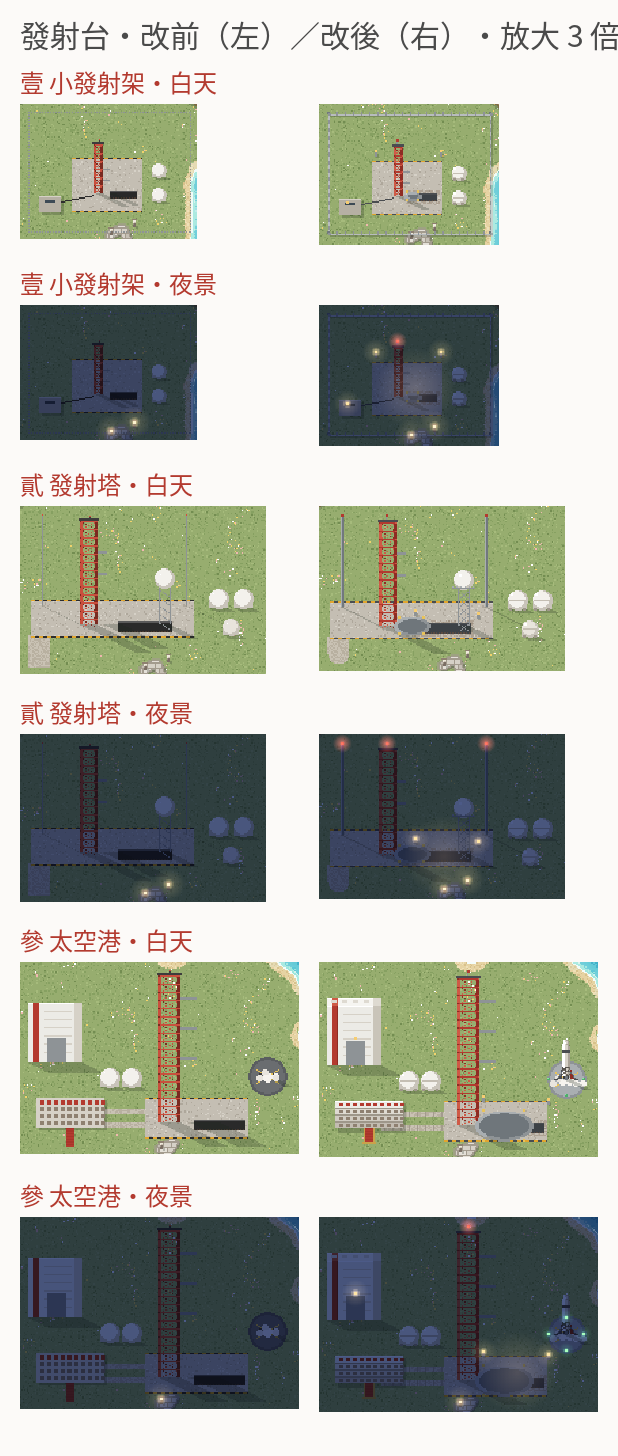 發射台・改前（左）／改後（右）・放大 3 倍
壹 小發射架・白天
壹 小發射架・夜景
貳 發射塔・白天
貳 發射塔・夜景
參 太空港・白天
參 太空港・夜景